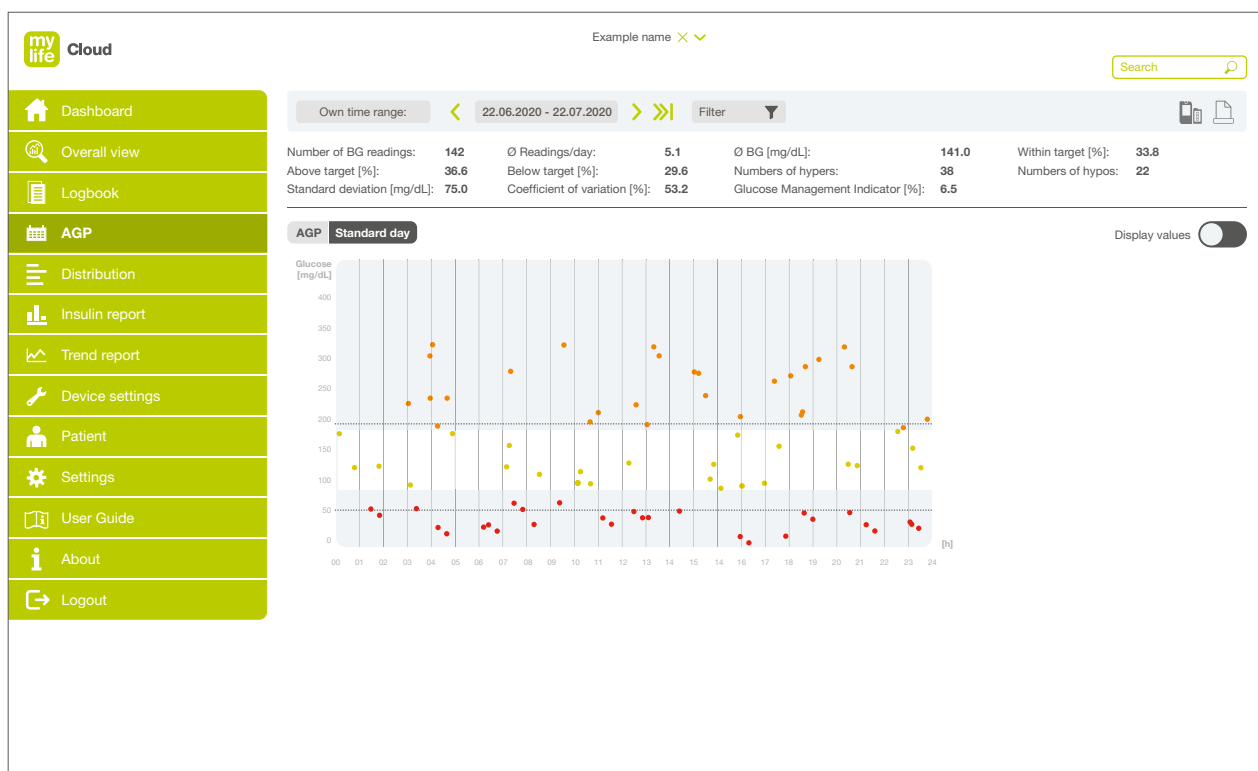 my
life Cloud
Example name
Search
Dashboard
Overall view
Logbook
AGP
Distribution
Insulin report
Trend report
Device settings
Patient
Settings
User Guide
About
Logout
Own time range: 22.06.2020 - 22.07.2020 Filter
Number of BG readings: 142 Ø Readings/day: 5.1 Ø BG [mg/dL]: 141.0 Within target [%]: 33.8
Above target [%]: 36.6 Below target [%]: 29.6 Numbers of hypers: 38 Numbers of hypos: 22
Standard deviation [mg/dL]: 75.0 Coefficient of variation [%]: 53.2 Glucose Management Indicator [%]: 6.5
AGP Standard day Display values
Glucose
[mg/dL]
400
350
300
250
200
150
100
50
0
[h]
00 01 02 03 04 05 06 07 08 09 10 11 12 13 14 15 14 16 17 18 19 20 21 22 23 24